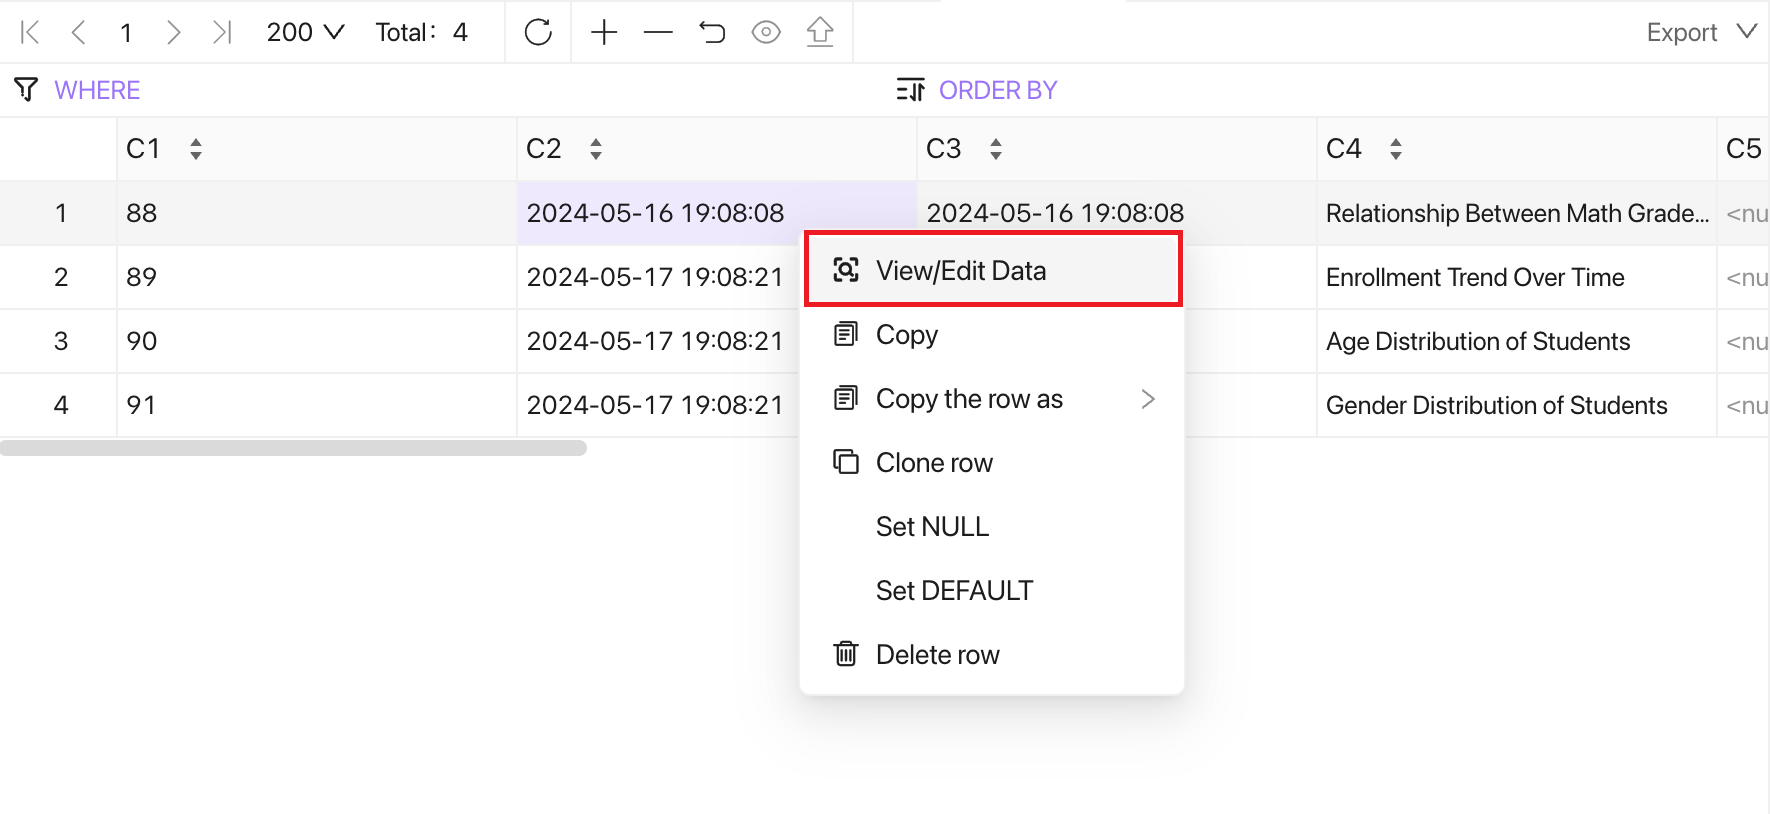 1 200 Total: 4 Export
WHERE ORDER BY
C1 C2 C3 C4 C5
1 88 2024-05-16 19:08:08 2024-05-16 19:08:08 Relationship Between Math Grade... <nu
2 89 2024-05-17 19:08:21 Enrollment Trend Over Time <nu
3 90 2024-05-17 19:08:21 Age Distribution of Students <nu
4 91 2024-05-17 19:08:21 Gender Distribution of Students <nu
View/Edit Data
Copy
Copy the row as
Clone row
Set NULL
Set DEFAULT
Delete row